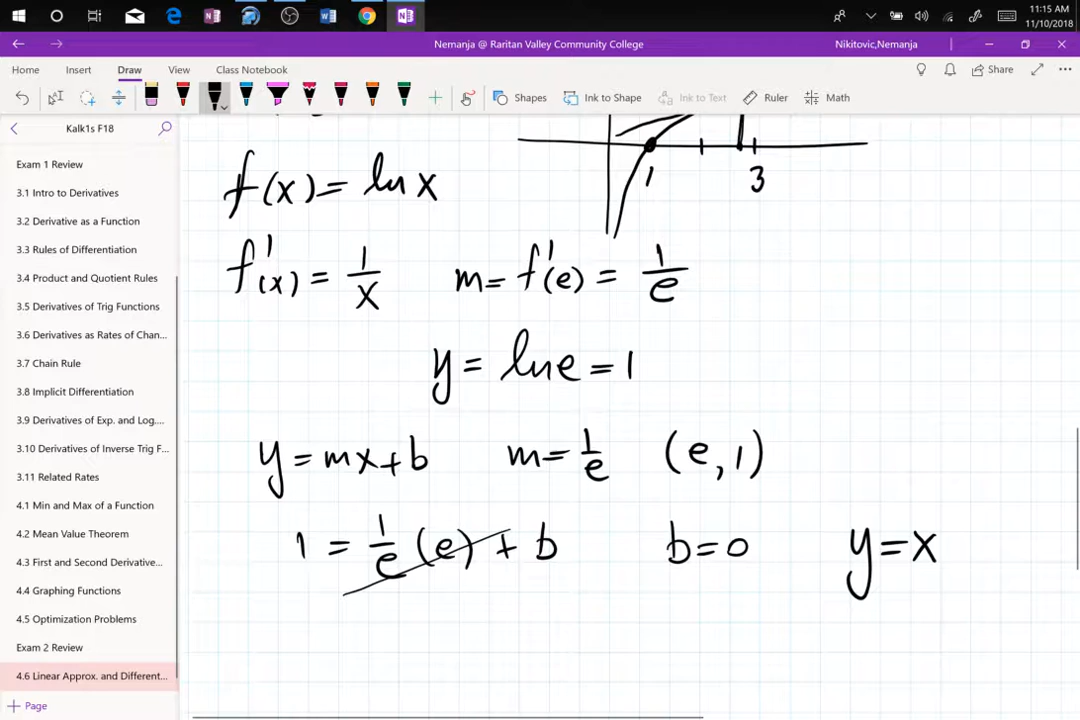 11:15 AM
11/10/2018
Nemanja @ Raritan Valley Community College
Nikitovic,Nemanja
Home Insert Draw View Class Notebook
Share
Shapes Ink to Shape Ink to Text Ruler Math
Kalk1s F18
Exam 1 Review
3.1 Intro to Derivatives
3.2 Derivative as a Function
3.3 Rules of Differentiation
3.4 Product and Quotient Rules
3.5 Derivatives of Trig Functions
3.6 Derivatives as Rates of Chan...
3.7 Chain Rule
3.8 Implicit Differentiation
3.9 Derivatives of Exp. and Log....
3.10 Derivatives of Inverse Trig F...
3.11 Related Rates
4.1 Min and Max of a Function
4.2 Mean Value Theorem
4.3 First and Second Derivative...
4.4 Graphing Functions
4.5 Optimization Problems
Exam 2 Review
4.6 Linear Approx. and Different...
Page
1 3
f(x) = ln x
f'(x) = 1/x m = f'(e) = 1/e
y = ln e = 1
y = mx+b m = 1/e (e, 1)
1 = 1/e (e) + b b = 0 y = x